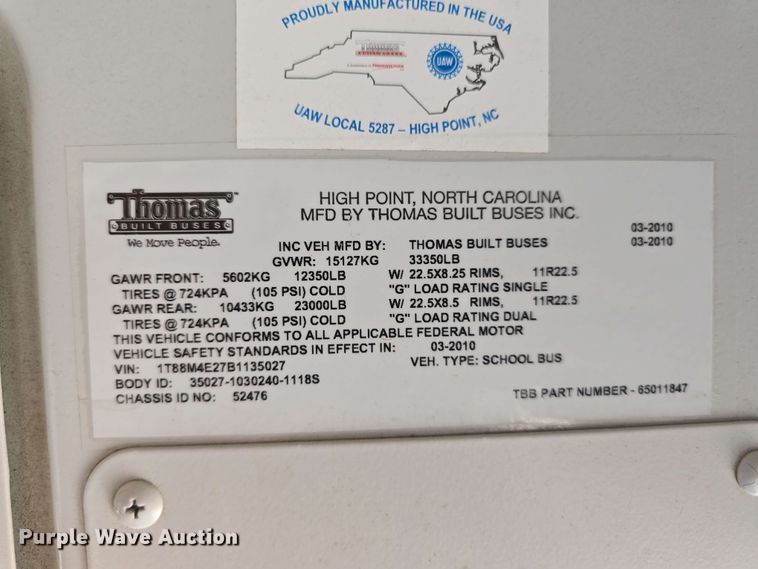 PROUDLY MANUFACTURED IN THE USA
UAW
UAW LOCAL 5287 – HIGH POINT, NC
Thomas
BUILT BUSES
We Move People.
HIGH POINT, NORTH CAROLINA
MFD BY THOMAS BUILT BUSES INC.
03-2010
INC VEH MFD BY: THOMAS BUILT BUSES 03-2010
GVWR: 15127KG 33350LB
GAWR FRONT: 5602KG 12350LB W/ 22.5X8.25 RIMS, 11R22.5
TIRES @ 724KPA (105 PSI) COLD "G" LOAD RATING SINGLE
GAWR REAR: 10433KG 23000LB W/ 22.5X8.5 RIMS, 11R22.5
TIRES @ 724KPA (105 PSI) COLD "G" LOAD RATING DUAL
THIS VEHICLE CONFORMS TO ALL APPLICABLE FEDERAL MOTOR
VEHICLE SAFETY STANDARDS IN EFFECT IN: 03-2010
VIN: 1T88M4E27B1135027 VEH. TYPE: SCHOOL BUS
BODY ID: 35027-1030240-1118S
CHASSIS ID NO: 52476 TBB PART NUMBER - 65011847
Purple Wave Auction